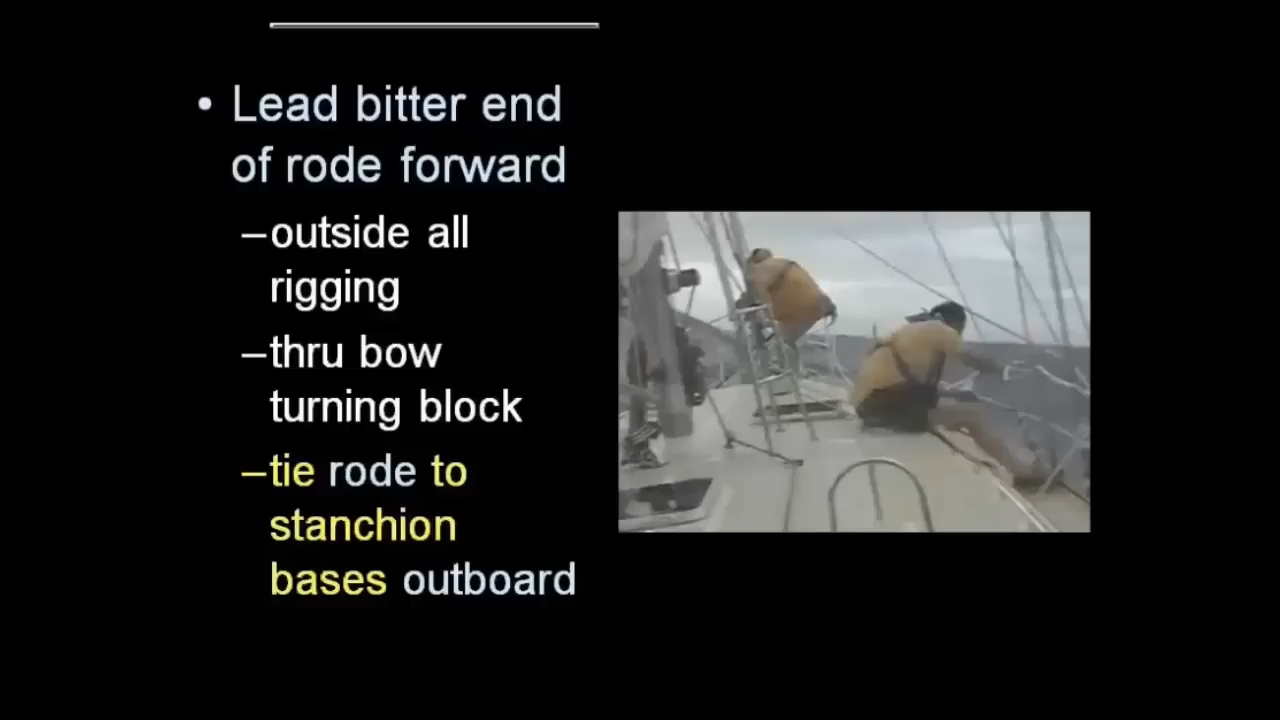 • Lead bitter end
of rode forward
–outside all
rigging
–thru bow
turning block
–tie rode to
stanchion
bases outboard